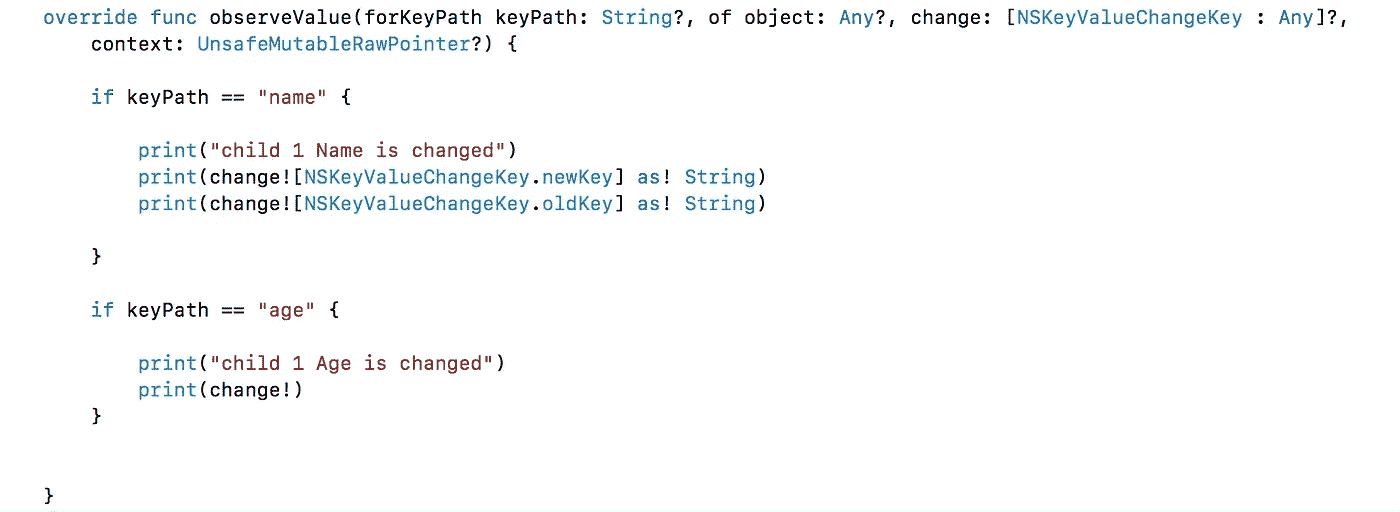 override func observeValue(forKeyPath keyPath: String?, of object: Any?, change: [NSKeyValueChangeKey : Any]?,
context: UnsafeMutableRawPointer?) {
if keyPath == "name" {
print("child 1 Name is changed")
print(change![NSKeyValueChangeKey.newKey] as! String)
print(change![NSKeyValueChangeKey.oldKey] as! String)
}
if keyPath == "age" {
print("child 1 Age is changed")
print(change!)
}
}